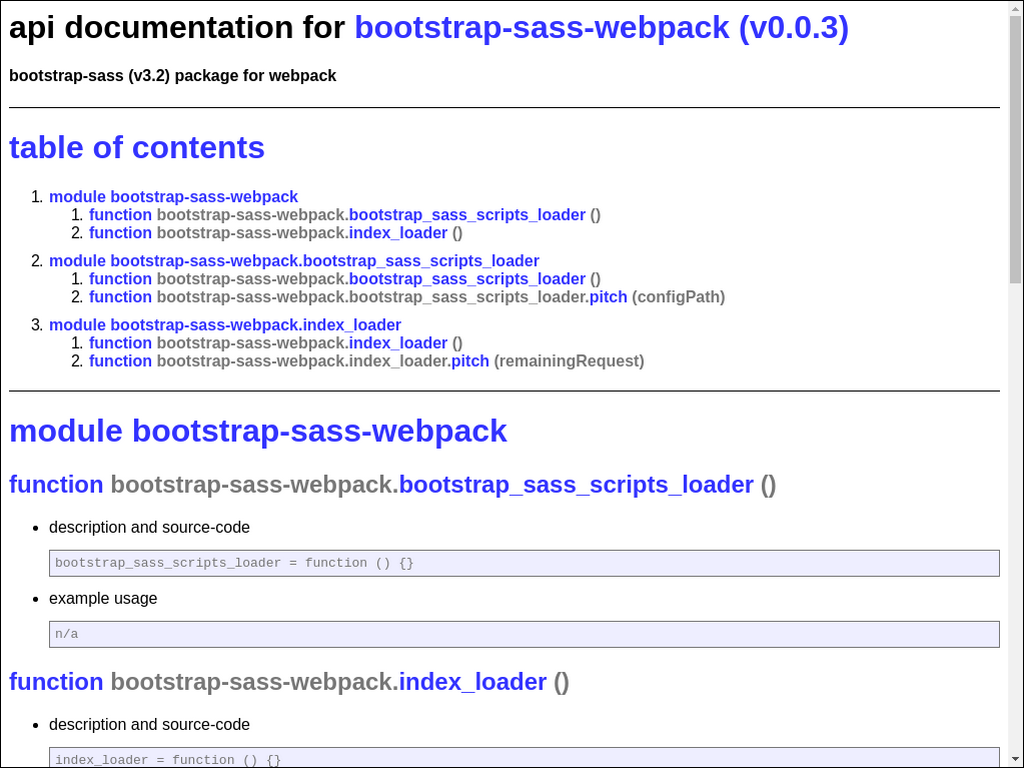 api documentation for bootstrap-sass-webpack (v0.0.3)
bootstrap-sass (v3.2) package for webpack
table of contents
1. module bootstrap-sass-webpack
1. function bootstrap-sass-webpack.bootstrap_sass_scripts_loader ()
2. function bootstrap-sass-webpack.index_loader ()
2. module bootstrap-sass-webpack.bootstrap_sass_scripts_loader
1. function bootstrap-sass-webpack.bootstrap_sass_scripts_loader ()
2. function bootstrap-sass-webpack.bootstrap_sass_scripts_loader.pitch (configPath)
3. module bootstrap-sass-webpack.index_loader
1. function bootstrap-sass-webpack.index_loader ()
2. function bootstrap-sass-webpack.index_loader.pitch (remainingRequest)
module bootstrap-sass-webpack
function bootstrap-sass-webpack.bootstrap_sass_scripts_loader ()
• description and source-code
bootstrap_sass_scripts_loader = function () {}
• example usage
n/a
function bootstrap-sass-webpack.index_loader ()
• description and source-code
index_loader = function () {}